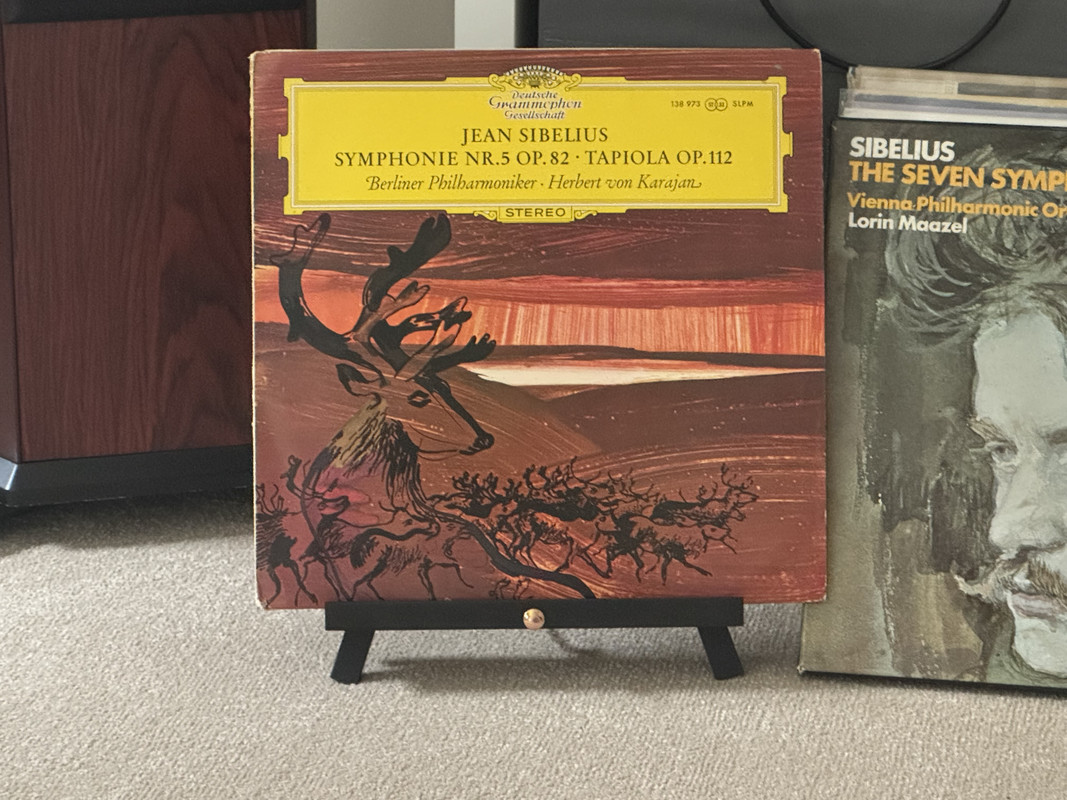 Deutsche
Grammophon
Gesellschaft
138 973 SLPM
JEAN SIBELIUS
SYMPHONIE NR.5 OP.82 · TAPIOLA OP.112
Berliner Philharmoniker · Herbert von Karajan
STEREO
SIBELIUS
THE SEVEN SYMP
Vienna Philharmonic Or
Lorin Maazel